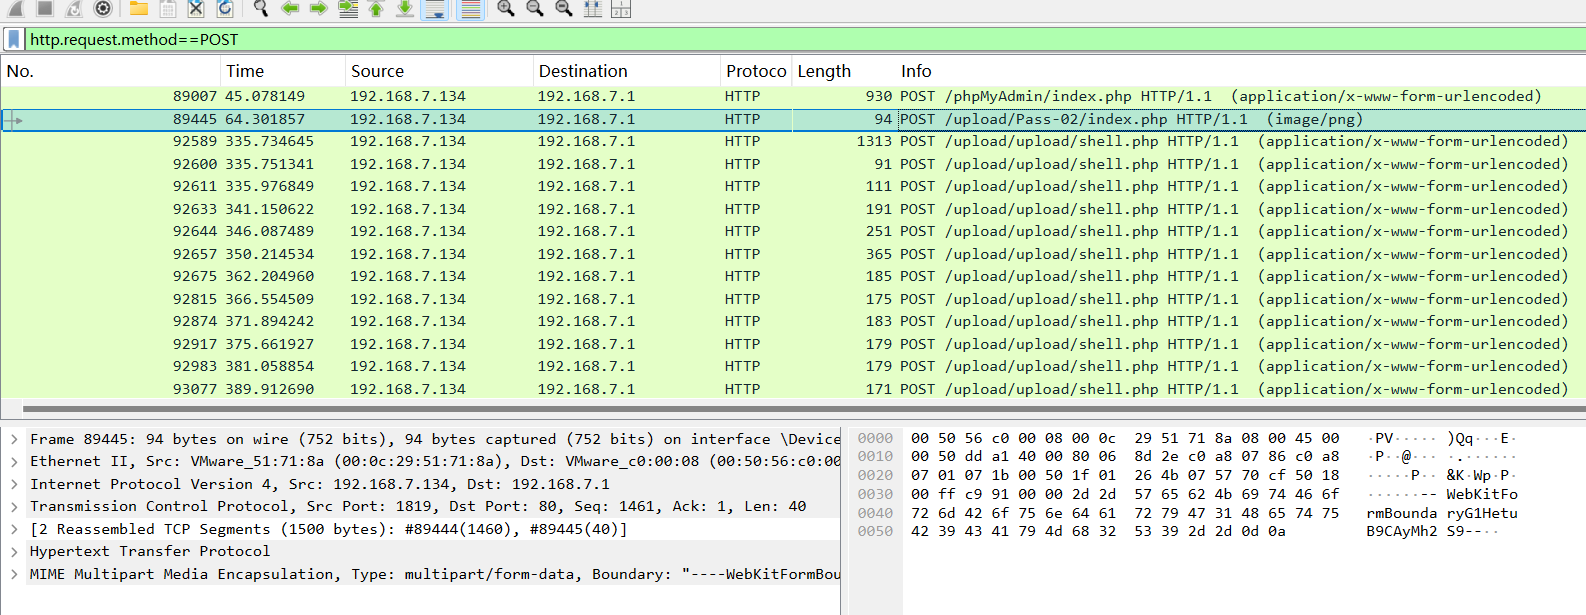 http.request.method==POST
No. Time Source Destination Protoco Length Info
89007 45.078149 192.168.7.134 192.168.7.1 HTTP 930 POST /phpMyAdmin/index.php HTTP/1.1 (application/x-www-form-urlencoded)
89445 64.301857 192.168.7.134 192.168.7.1 HTTP 94 POST /upload/Pass-02/index.php HTTP/1.1 (image/png)
92589 335.734645 192.168.7.134 192.168.7.1 HTTP 1313 POST /upload/upload/shell.php HTTP/1.1 (application/x-www-form-urlencoded)
92600 335.751341 192.168.7.134 192.168.7.1 HTTP 91 POST /upload/upload/shell.php HTTP/1.1 (application/x-www-form-urlencoded)
92611 335.976849 192.168.7.134 192.168.7.1 HTTP 111 POST /upload/upload/shell.php HTTP/1.1 (application/x-www-form-urlencoded)
92633 341.150622 192.168.7.134 192.168.7.1 HTTP 191 POST /upload/upload/shell.php HTTP/1.1 (application/x-www-form-urlencoded)
92644 346.087489 192.168.7.134 192.168.7.1 HTTP 251 POST /upload/upload/shell.php HTTP/1.1 (application/x-www-form-urlencoded)
92657 350.214534 192.168.7.134 192.168.7.1 HTTP 365 POST /upload/upload/shell.php HTTP/1.1 (application/x-www-form-urlencoded)
92675 362.204960 192.168.7.134 192.168.7.1 HTTP 185 POST /upload/upload/shell.php HTTP/1.1 (application/x-www-form-urlencoded)
92815 366.554509 192.168.7.134 192.168.7.1 HTTP 175 POST /upload/upload/shell.php HTTP/1.1 (application/x-www-form-urlencoded)
92874 371.894242 192.168.7.134 192.168.7.1 HTTP 183 POST /upload/upload/shell.php HTTP/1.1 (application/x-www-form-urlencoded)
92917 375.661927 192.168.7.134 192.168.7.1 HTTP 179 POST /upload/upload/shell.php HTTP/1.1 (application/x-www-form-urlencoded)
92983 381.058854 192.168.7.134 192.168.7.1 HTTP 179 POST /upload/upload/shell.php HTTP/1.1 (application/x-www-form-urlencoded)
93077 389.912690 192.168.7.134 192.168.7.1 HTTP 171 POST /upload/upload/shell.php HTTP/1.1 (application/x-www-form-urlencoded)
Frame 89445: 94 bytes on wire (752 bits), 94 bytes captured (752 bits) on interface \Device
Ethernet II, Src: VMware_51:71:8a (00:0c:29:51:71:8a), Dst: VMware_c0:00:08 (00:50:56:c0:00
Internet Protocol Version 4, Src: 192.168.7.134, Dst: 192.168.7.1
Transmission Control Protocol, Src Port: 1819, Dst Port: 80, Seq: 1461, Ack: 1, Len: 40
[2 Reassembled TCP Segments (1500 bytes): #89444(1460), #89445(40)]
Hypertext Transfer Protocol
MIME Multipart Media Encapsulation, Type: multipart/form-data, Boundary: "----WebKitFormBou
0000 00 50 56 c0 00 08 00 0c 29 51 71 8a 08 00 45 00 ·PV····· )Qq···E·
0010 00 50 dd a1 40 00 80 06 8d 2e c0 a8 07 86 c0 a8 ·P··@··· ·.······
0020 07 01 07 1b 00 50 1f 01 26 4b 07 57 70 cf 50 18 ·····P·· &K·Wp·P·
0030 00 ff c9 91 00 00 2d 2d 57 65 62 4b 69 74 46 6f ······-- WebKitFo
0040 72 6d 42 6f 75 6e 64 61 72 79 47 31 48 65 74 75 rmBounda ryG1Hetu
0050 42 39 43 41 79 4d 68 32 53 39 2d 2d 0d 0a B9CAyMh2 S9--··